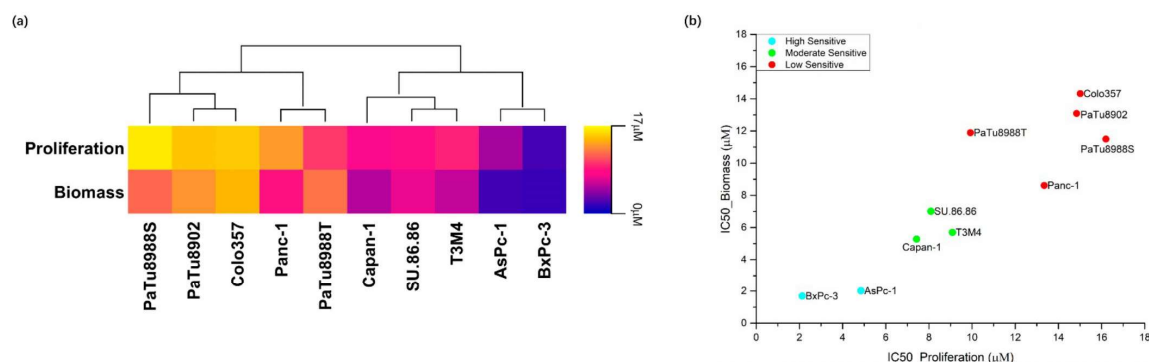 (a)
Proliferation
Biomass
17µM
0µM
PaTu8988S
PaTu8902
Colo357
Panc-1
PaTu8988T
Capan-1
SU.86.86
T3M4
AsPc-1
BxPc-3
(b)
High Sensitive
Moderate Sensitive
Low Sensitive
IC50_Biomass (µM)
18
16
14
12
10
8
6
4
2
0
Colo357
PaTu8902
PaTu8988T
PaTu8988S
Panc-1
SU.86.86
T3M4
Capan-1
BxPc-3
AsPc-1
0 2 4 6 8 10 12 14 16 18
IC50_Proliferation (µM)